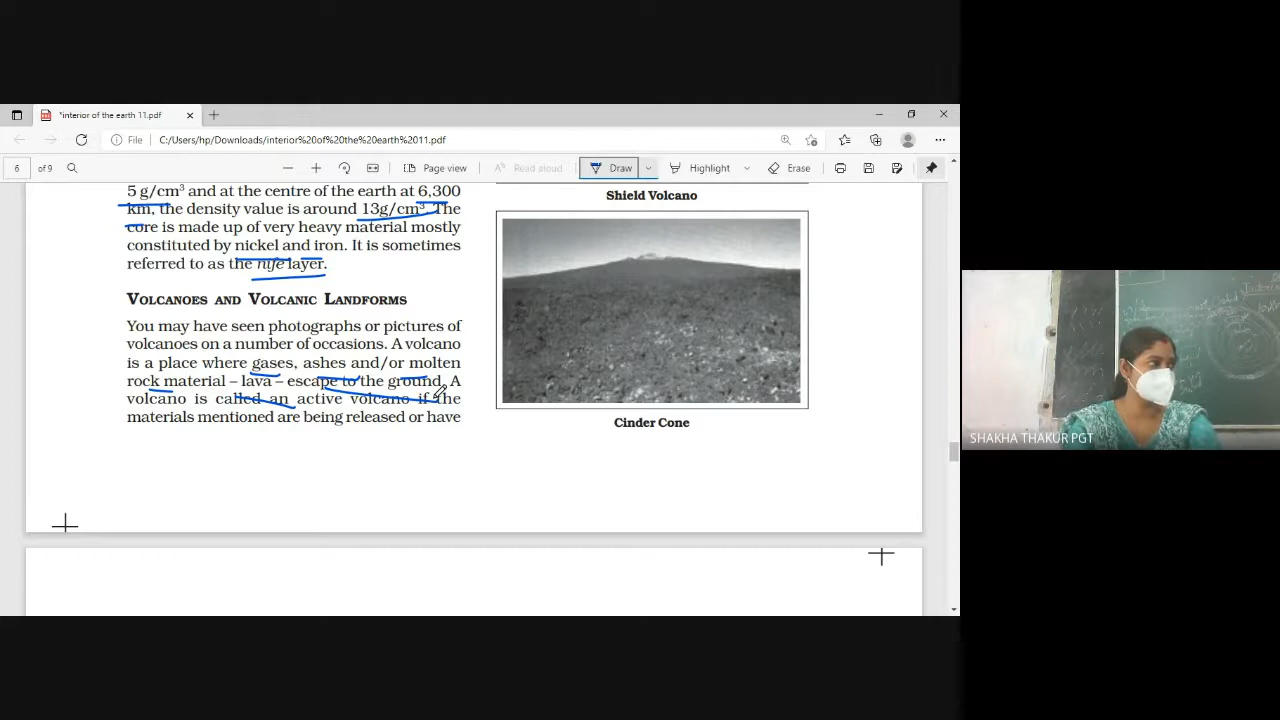 *interior of the earth 11.pdf
File
C:/Users/hp/Downloads/interior%20of%20the%20earth%2011.pdf
6
of 9
Page view
Read aloud
Draw
Highlight
Erase
5 g/cm³ and at the centre of the earth at 6,300
km, the density value is around 13g/cm³. The
core is made up of very heavy material mostly
constituted by nickel and iron. It is sometimes
referred to as the nife layer.
VOLCANOES AND VOLCANIC LANDFORMS
You may have seen photographs or pictures of
volcanoes on a number of occasions. A volcano
is a place where gases, ashes and/or molten
rock material – lava – escape to the ground. A
volcano is called an active volcano if the
materials mentioned are being released or have
Shield Volcano
Cinder Cone
SHAKHA THAKUR PGT